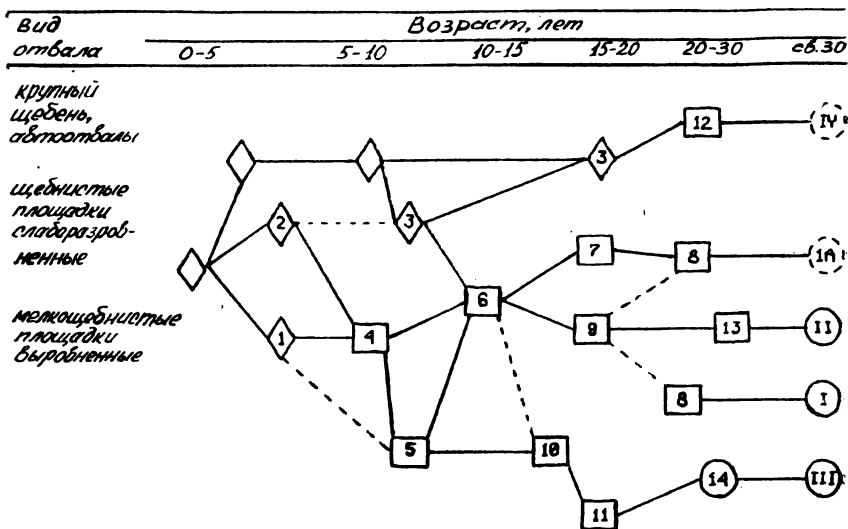 Вид отвала
Возраст, лет
0-5 5-10 10-15 15-20 20-30 св.30
крупный
щебень,
автоотвалы
щебнистые
площадки
слаборазров-
ненные
мелкощебнистые
площадки
выровненные
12 IY
3
2 3
7 8 IA
6
1 4 9 13 II
8 I
5 10
14 III
11